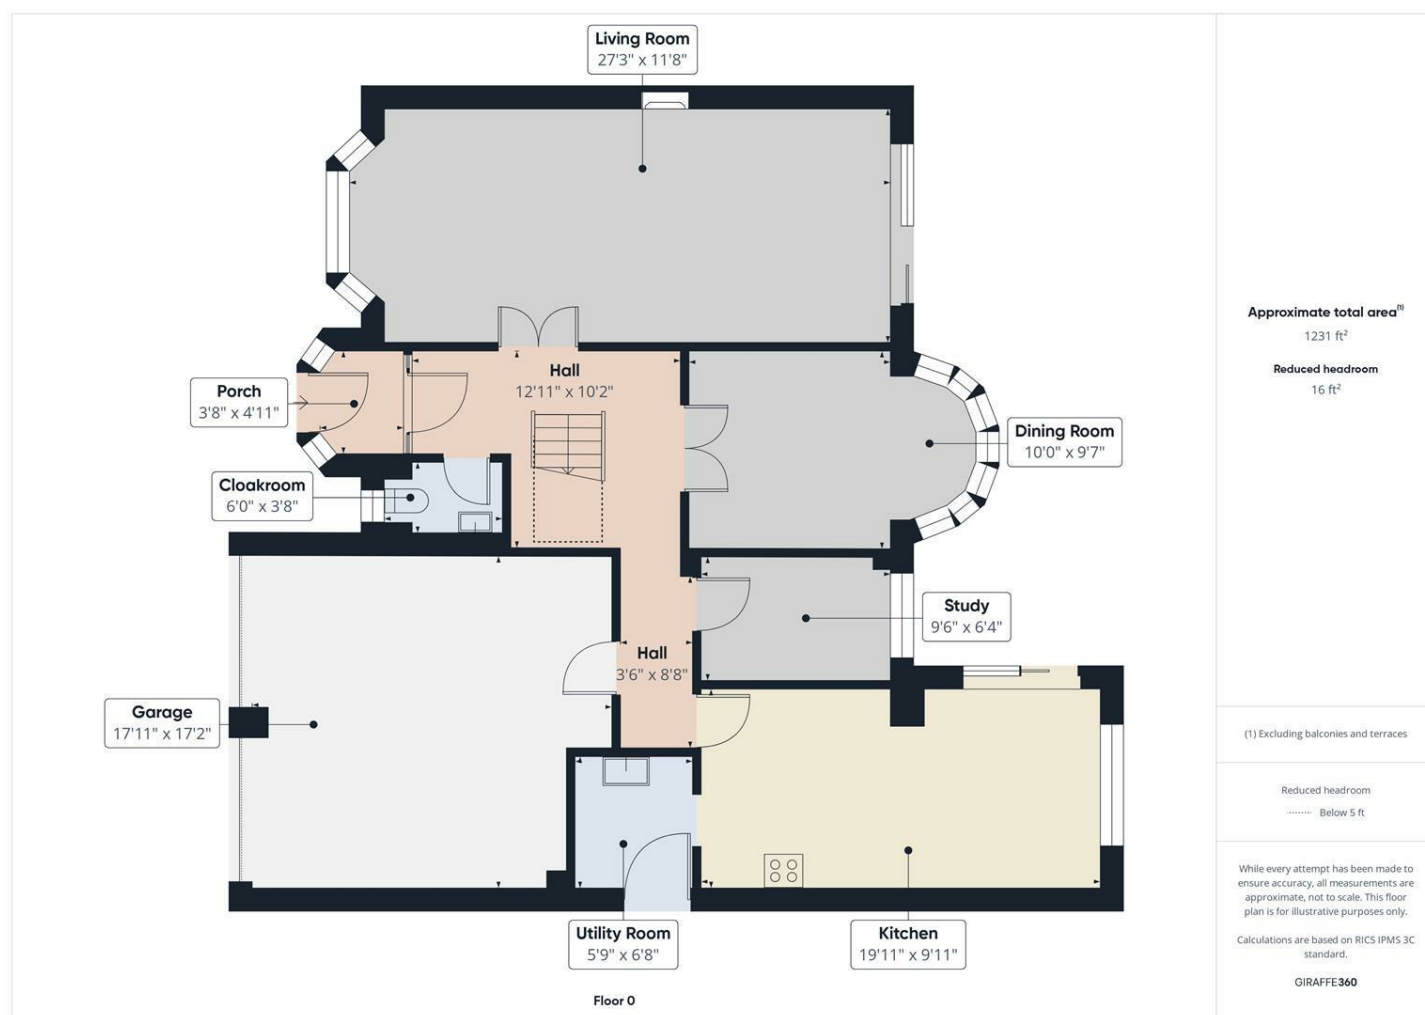 Living Room
27'3" x 11'8"
Hall
12'11" x 10'2"
Porch
3'8" x 4'11"
Dining Room
10'0" x 9'7"
Cloakroom
6'0" x 3'8"
Study
9'6" x 6'4"
Hall
3'6" x 8'8"
Garage
17'11" x 17'2"
Utility Room
5'9" x 6'8"
Kitchen
19'11" x 9'11"
Floor 0
Approximate total area(1)
1231 ft²
Reduced headroom
16 ft²
(1) Excluding balconies and terraces
Reduced headroom
Below 5 ft
While every attempt has been made to
ensure accuracy, all measurements are
approximate, not to scale. This floor
plan is for illustrative purposes only.
Calculations are based on RICS IPMS 3C
standard.
GIRAFFE360